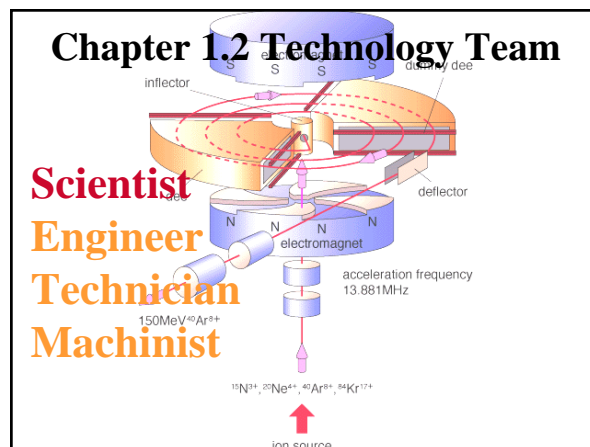 Chapter 1.2 Technology Team
electromagnet
S S S S
inflector
dummy dee
Scientist
dee
deflector
Engineer
N N N N
electromagnet
Technician
acceleration frequency
13.881MHz
150MeV⁴⁰Ar⁸⁺
Machinist
¹⁵N³⁺, ²⁰Ne⁴⁺, ⁴⁰Ar⁸⁺, ⁸⁴Kr¹⁷⁺
ion source